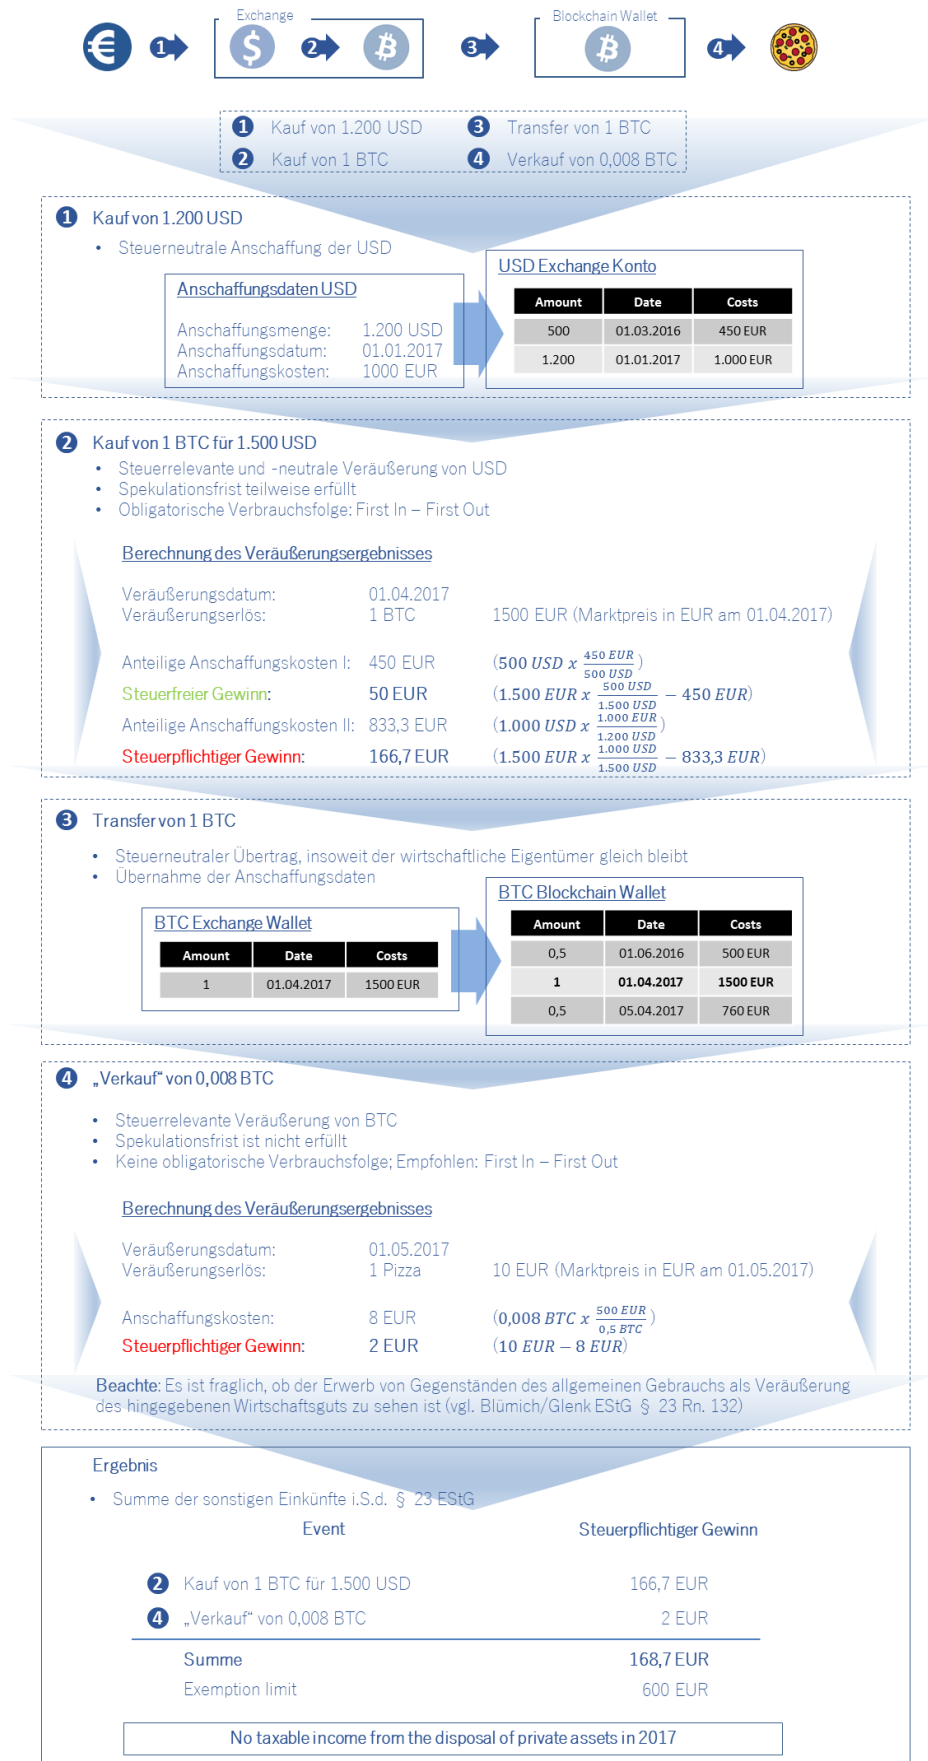 Exchange
Blockchain Wallet
€ 1 $ 2 ₿ 3 ₿ 4
1 Kauf von 1.200 USD 3 Transfer von 1 BTC
2 Kauf von 1 BTC 4 Verkauf von 0,008 BTC
1 Kauf von 1.200 USD
• Steuerneutrale Anschaffung der USD
Anschaffungsdaten USD
Anschaffungsmenge: 1.200 USD
Anschaffungsdatum: 01.01.2017
Anschaffungskosten: 1000 EUR
USD Exchange Konto
Amount Date Costs
500 01.03.2016 450 EUR
1.200 01.01.2017 1.000 EUR
2 Kauf von 1 BTC für 1.500 USD
• Steuerrelevante und -neutrale Veräußerung von USD
• Spekulationsfrist teilweise erfüllt
• Obligatorische Verbrauchsfolge: First In – First Out
Berechnung des Veräußerungsergebnisses
Veräußerungsdatum: 01.04.2017
Veräußerungserlös: 1 BTC 1500 EUR (Marktpreis in EUR am 01.04.2017)
Anteilige Anschaffungskosten I: 450 EUR (500 USD x 450 EUR / 500 USD)
Steuerfreier Gewinn: 50 EUR (1.500 EUR x 500 USD / 1.500 USD − 450 EUR)
Anteilige Anschaffungskosten II: 833,3 EUR (1.000 USD x 1.000 EUR / 1.200 USD)
Steuerpflichtiger Gewinn: 166,7 EUR (1.500 EUR x 1.000 USD / 1.500 USD − 833,3 EUR)
3 Transfer von 1 BTC
• Steuerneutraler Übertrag, insoweit der wirtschaftliche Eigentümer gleich bleibt
• Übernahme der Anschaffungsdaten
BTC Exchange Wallet
Amount Date Costs
1 01.04.2017 1500 EUR
BTC Blockchain Wallet
Amount Date Costs
0,5 01.06.2016 500 EUR
1 01.04.2017 1500 EUR
0,5 05.04.2017 760 EUR
4 „Verkauf“ von 0,008 BTC
• Steuerrelevante Veräußerung von BTC
• Spekulationsfrist ist nicht erfüllt
• Keine obligatorische Verbrauchsfolge; Empfohlen: First In – First Out
Berechnung des Veräußerungsergebnisses
Veräußerungsdatum: 01.05.2017
Veräußerungserlös: 1 Pizza 10 EUR (Marktpreis in EUR am 01.05.2017)
Anschaffungskosten: 8 EUR (0,008 BTC x 500 EUR / 0,5 BTC)
Steuerpflichtiger Gewinn: 2 EUR (10 EUR − 8 EUR)
Beachte: Es ist fraglich, ob der Erwerb von Gegenständen des allgemeinen Gebrauchs als Veräußerung
des hingegebenen Wirtschaftsguts zu sehen ist (vgl. Blümich/Glenk EStG § 23 Rn. 132)
Ergebnis
• Summe der sonstigen Einkünfte i.S.d. § 23 EStG
Event Steuerpflichtiger Gewinn
2 Kauf von 1 BTC für 1.500 USD 166,7 EUR
4 „Verkauf“ von 0,008 BTC 2 EUR
Summe 168,7 EUR
Exemption limit 600 EUR
No taxable income from the disposal of private assets in 2017